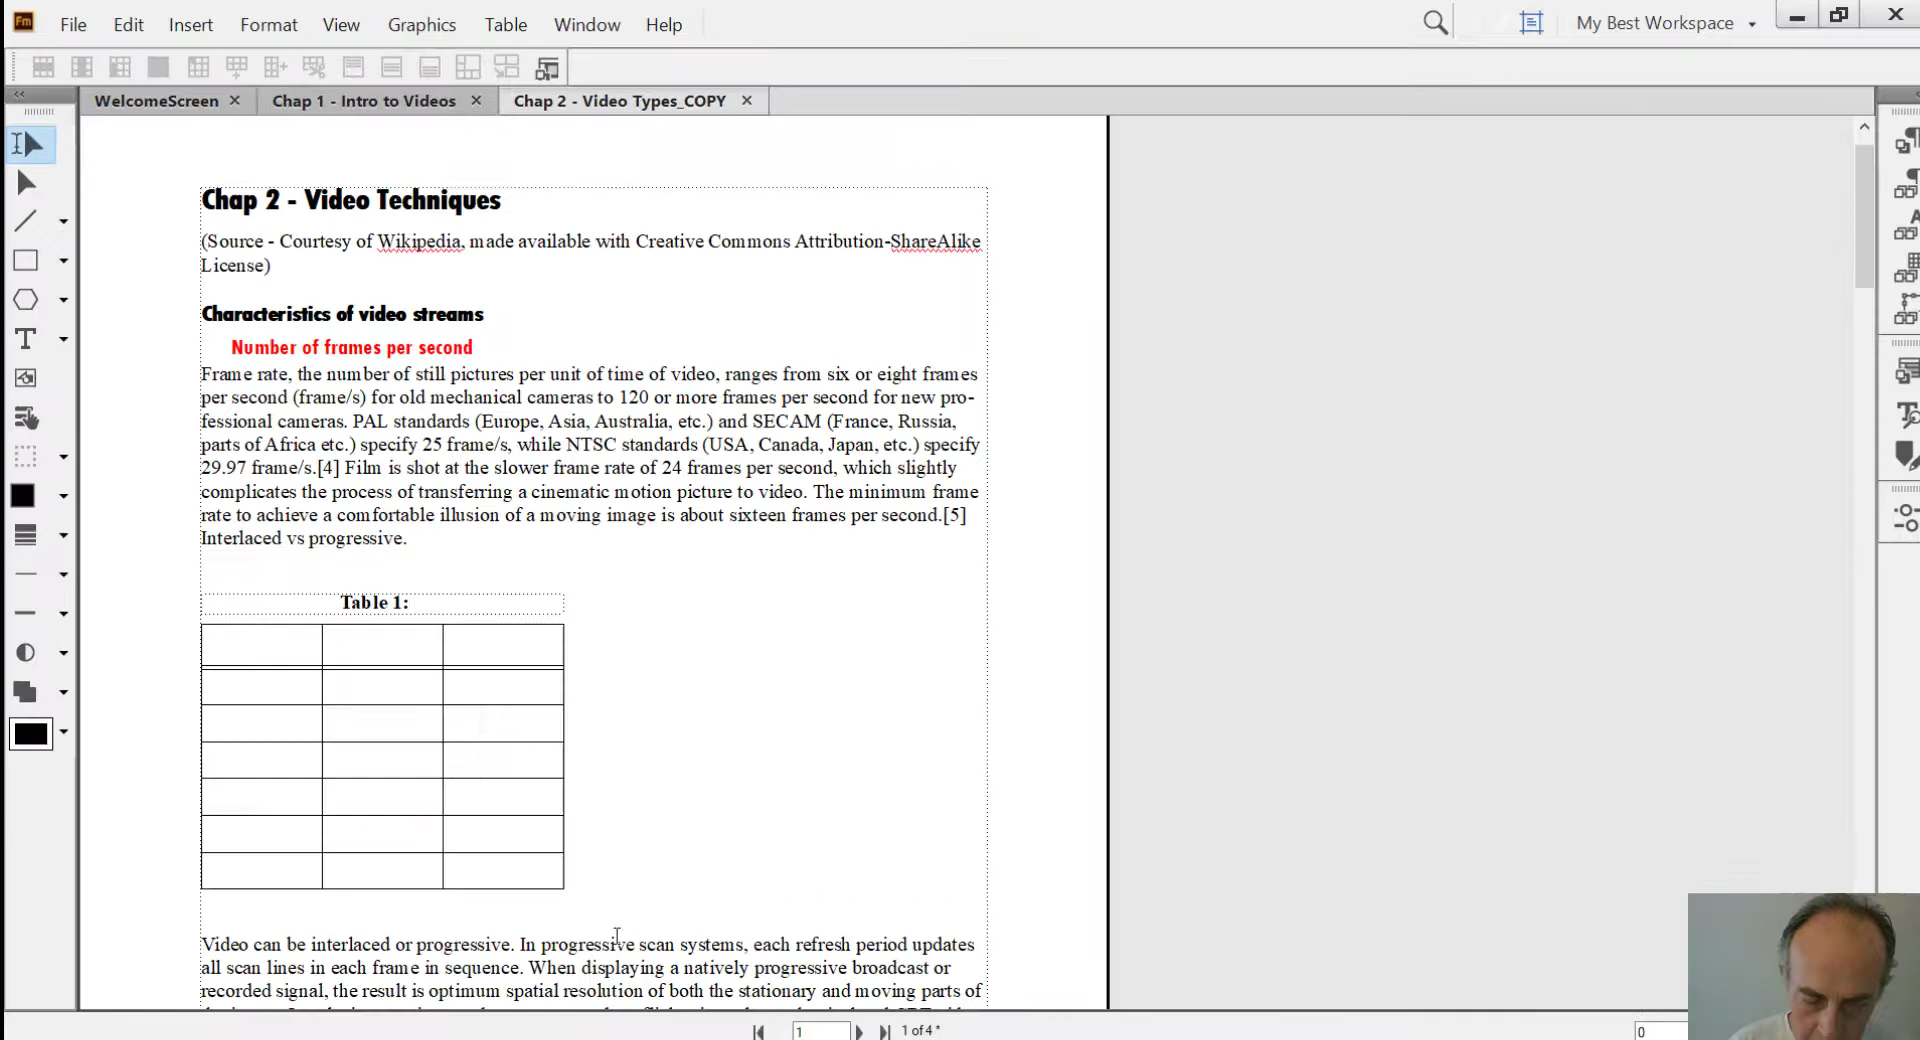 Fm File Edit Insert Format View Graphics Table Window Help My Best Workspace
WelcomeScreen Chap 1 - Intro to Videos Chap 2 - Video Types_COPY
Chap 2 - Video Techniques
(Source - Courtesy of Wikipedia, made available with Creative Commons Attribution-ShareAlike
License)
Characteristics of video streams
Number of frames per second
Frame rate, the number of still pictures per unit of time of video, ranges from six or eight frames
per second (frame/s) for old mechanical cameras to 120 or more frames per second for new pro-
fessional cameras. PAL standards (Europe, Asia, Australia, etc.) and SECAM (France, Russia,
parts of Africa etc.) specify 25 frame/s, while NTSC standards (USA, Canada, Japan, etc.) specify
29.97 frame/s.[4] Film is shot at the slower frame rate of 24 frames per second, which slightly
complicates the process of transferring a cinematic motion picture to video. The minimum frame
rate to achieve a comfortable illusion of a moving image is about sixteen frames per second.[5]
Interlaced vs progressive.
Table 1:
Video can be interlaced or progressive. In progressive scan systems, each refresh period updates
all scan lines in each frame in sequence. When displaying a natively progressive broadcast or
recorded signal, the result is optimum spatial resolution of both the stationary and moving parts of
1 1 of 4 * 0